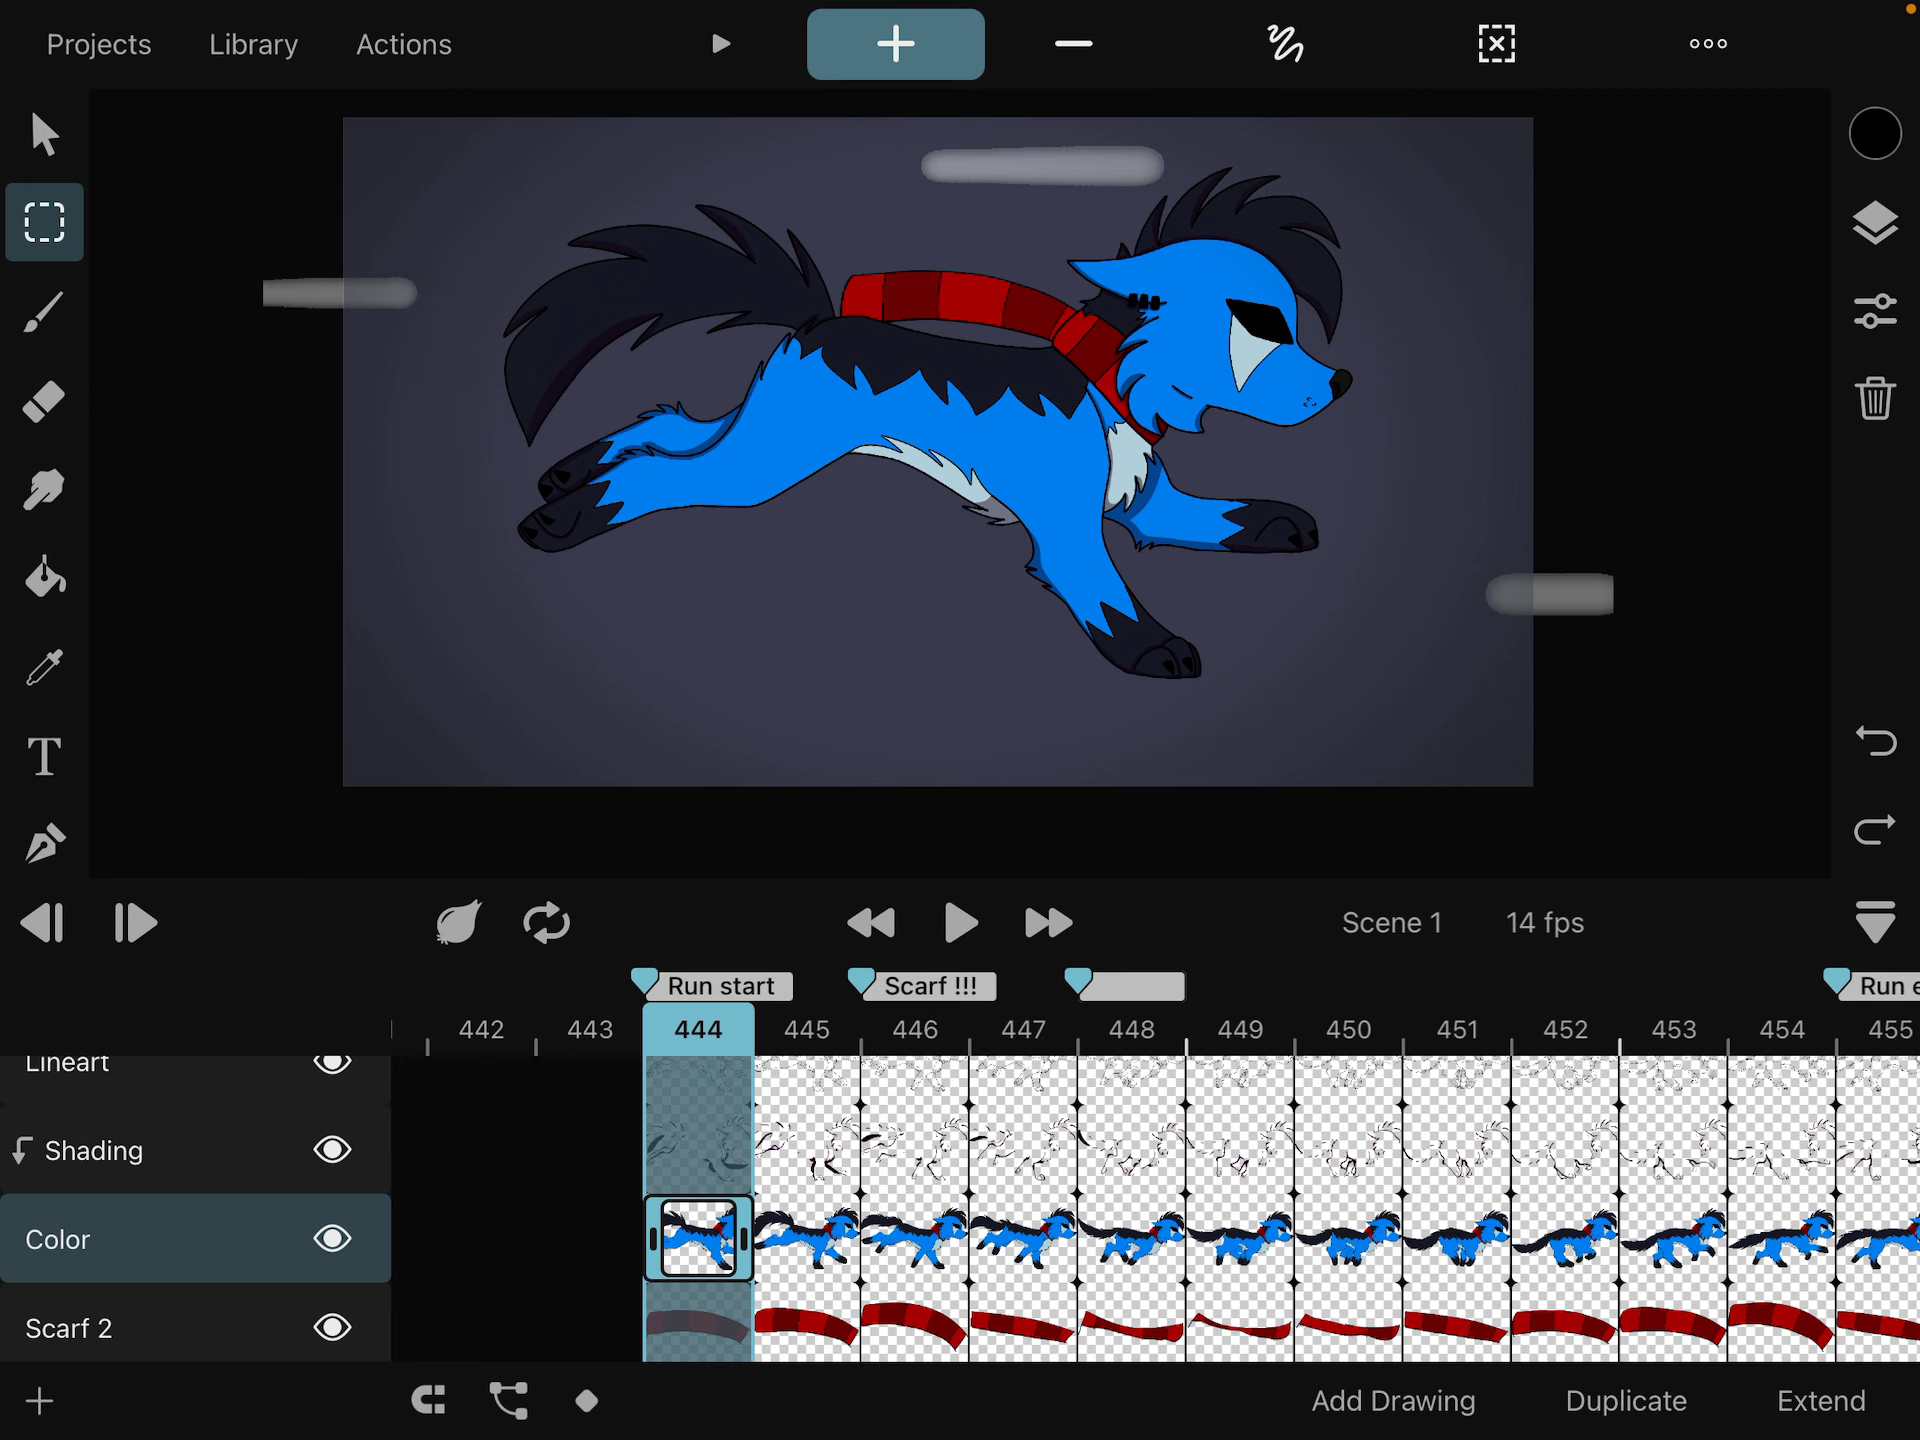 Projects Library Actions
T
Scene 1 14 fps
Run start Scarf !!! Run e
442 443 444 445 446 447 448 449 450 451 452 453 454 455
Lineart
Shading
Color
Scarf 2
Add Drawing Duplicate Extend